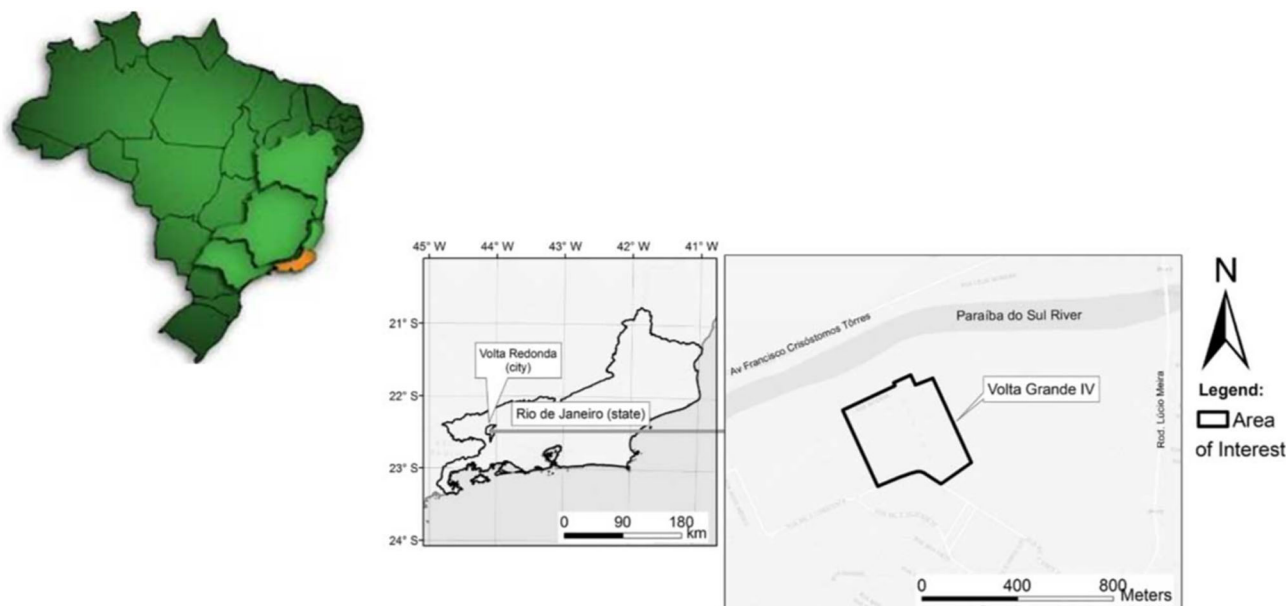 45° W 44° W 43° W 42° W 41° W
21° S
22° S
23° S
24° S
Volta Redonda
(city)
Rio de Janeiro (state)
0 90 180
km
Av Francisco Crisóstomos Tôrres
Paraíba do Sul River
Volta Grande IV
Rod. Lúcio Meira
0 400 800
Meters
N
Legend:
Area
of Interest